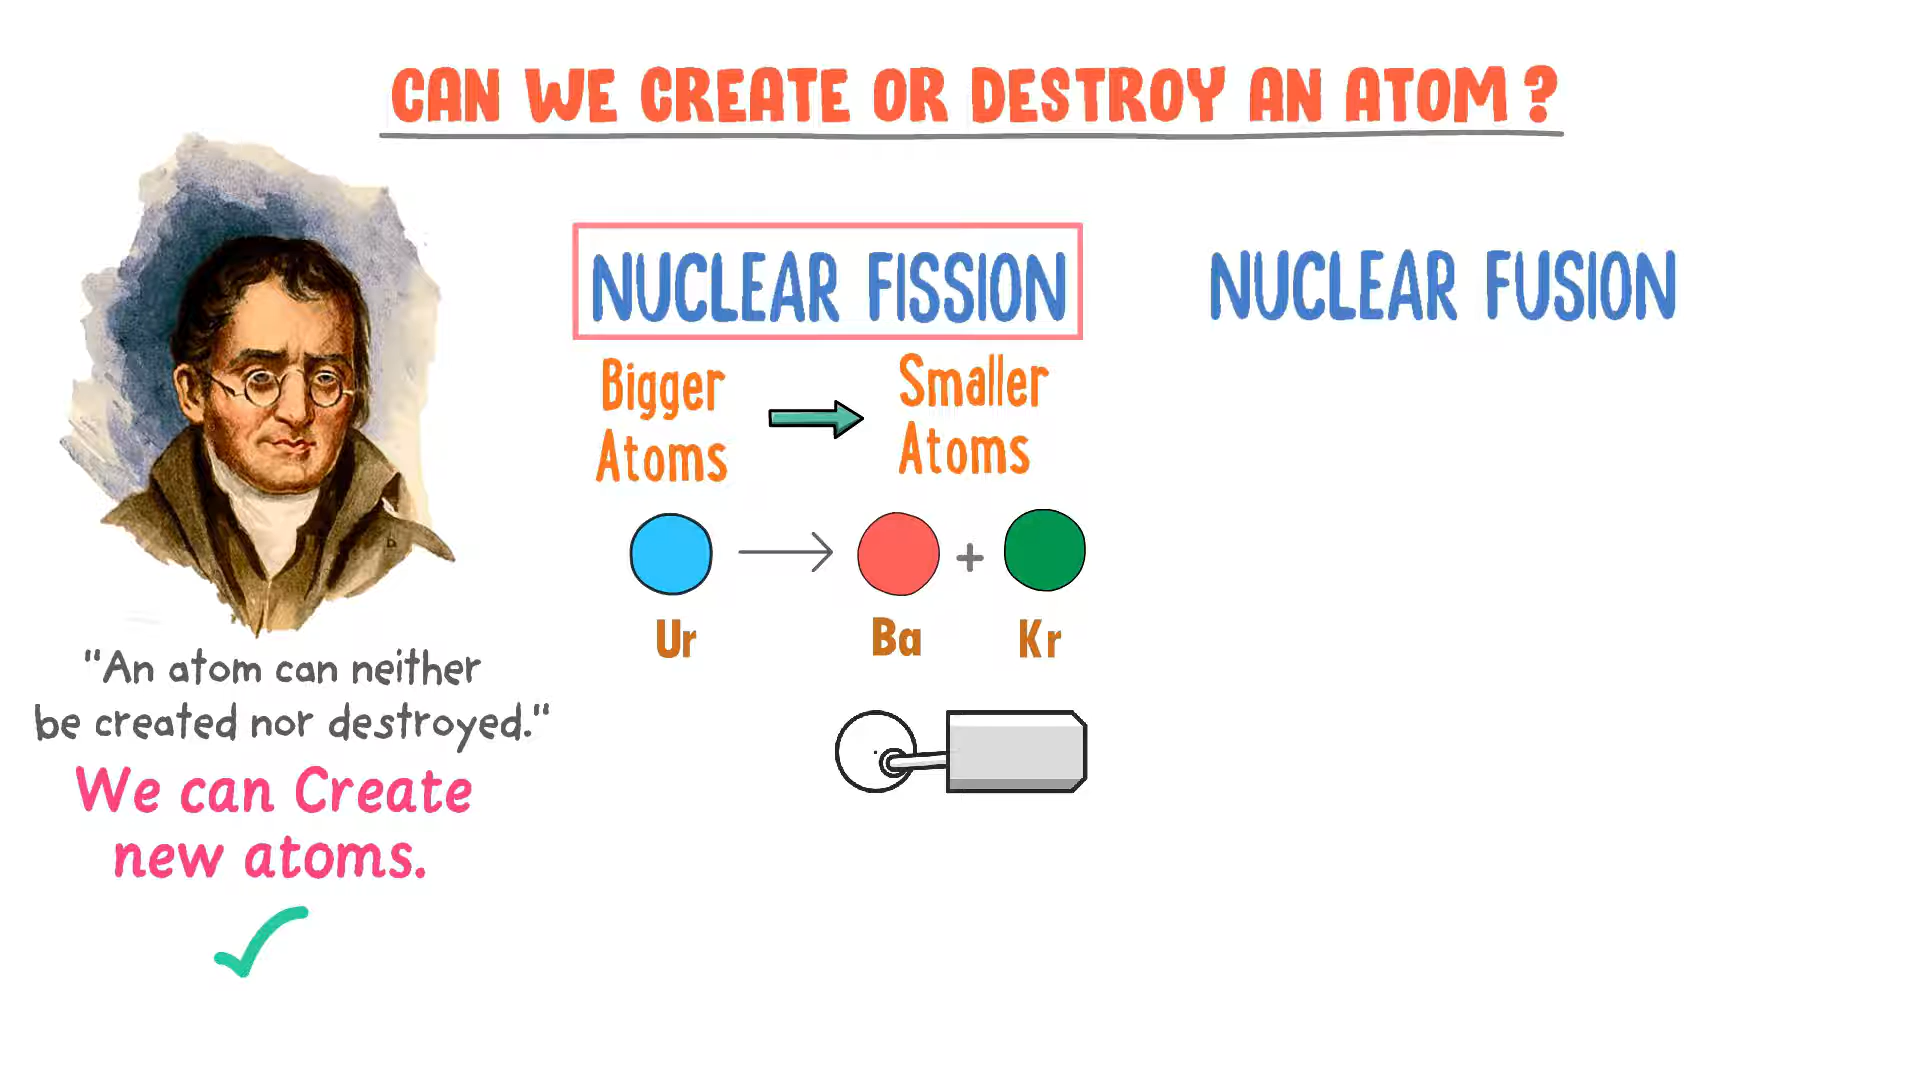 CAN WE CREATE OR DESTROY AN ATOM?
"An atom can neither
be created nor destroyed."
We can Create
new atoms.
NUCLEAR FISSION
Bigger
Atoms
Smaller
Atoms
+
Ur
Ba
Kr
NUCLEAR FUSION